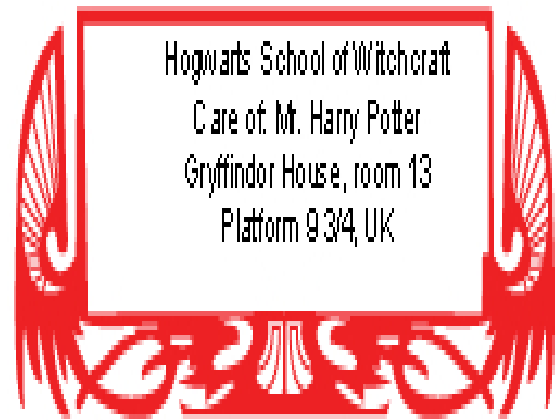 Hogwarts School of Witchcraft
Care of: Mr. Harry Potter
Gryffindor House, room 13
Platform 9 3/4, UK